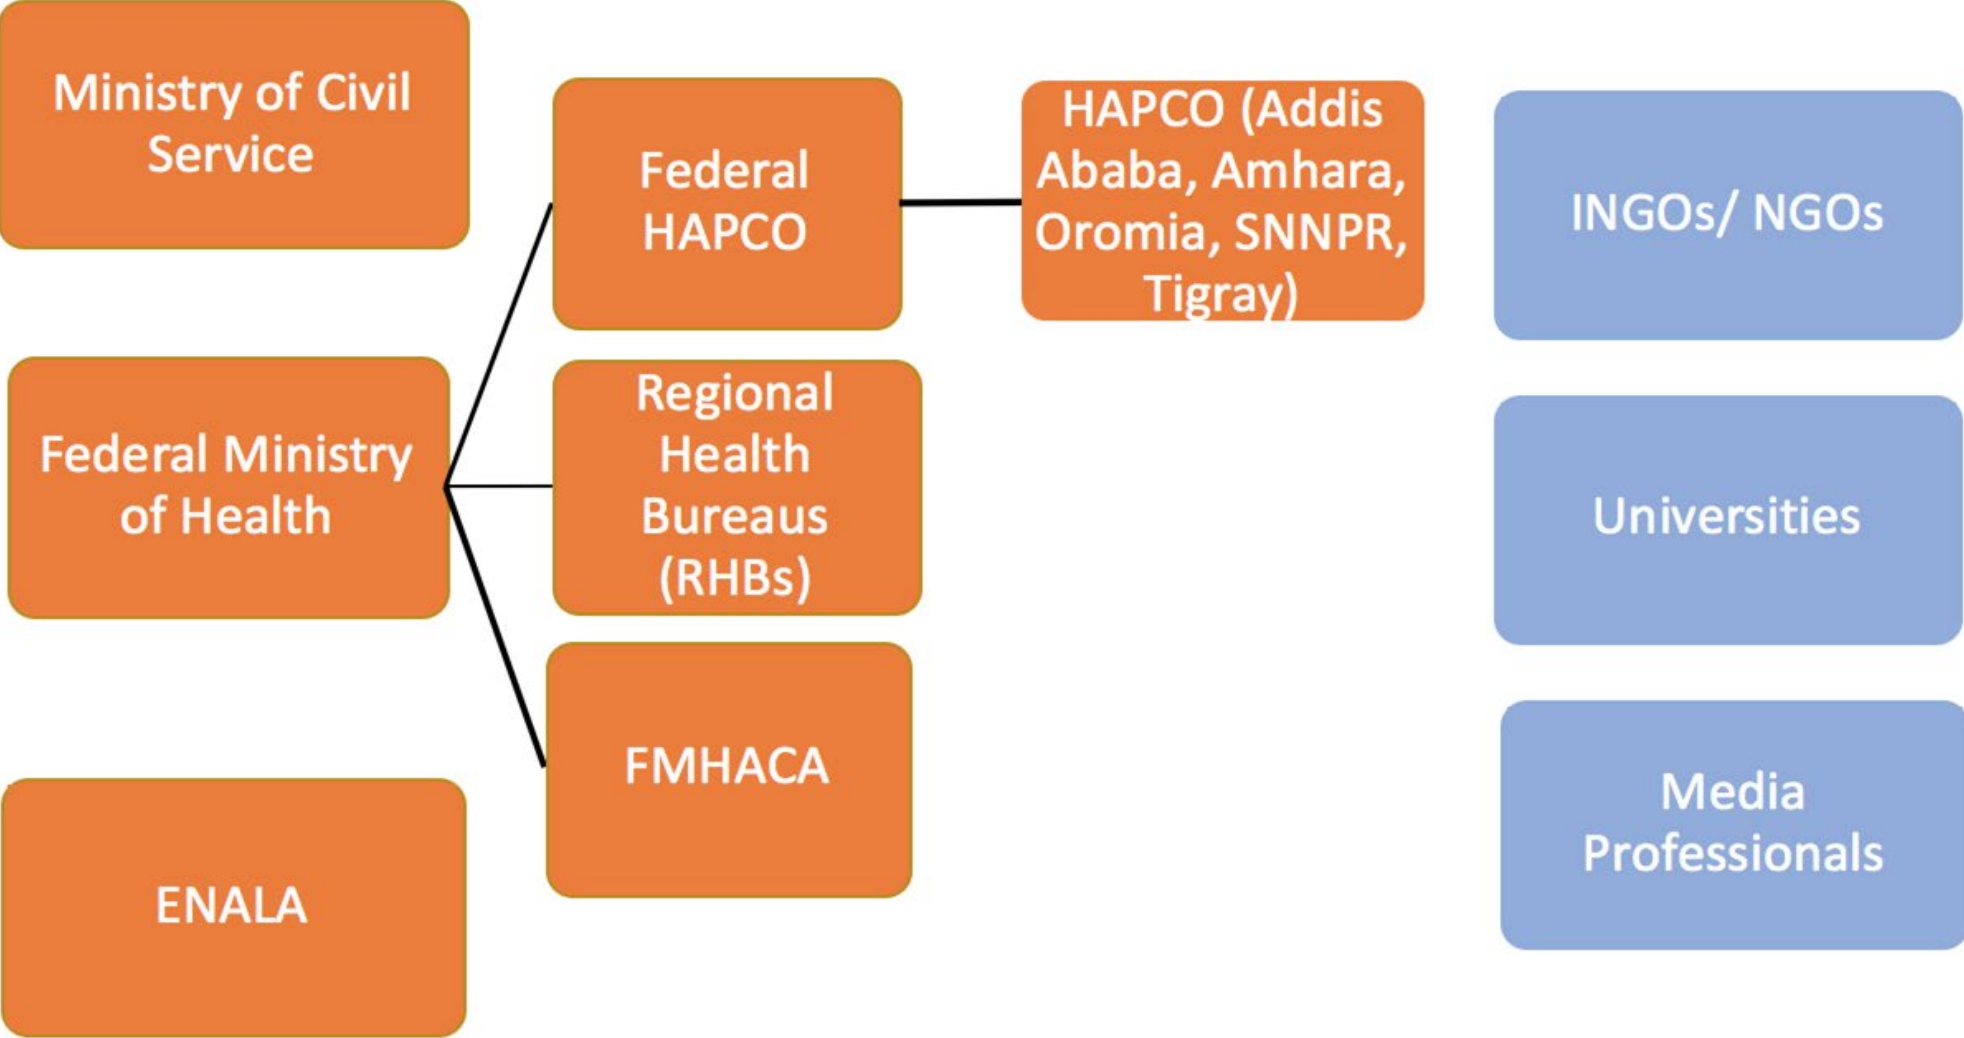 Ministry of Civil
Service
Federal Ministry
of Health
ENALA
Federal
HAPCO
Regional
Health
Bureaus
(RHBs)
FMHACA
HAPCO (Addis
Ababa, Amhara,
Oromia, SNNPR,
Tigray)
INGOs/ NGOs
Universities
Media
Professionals